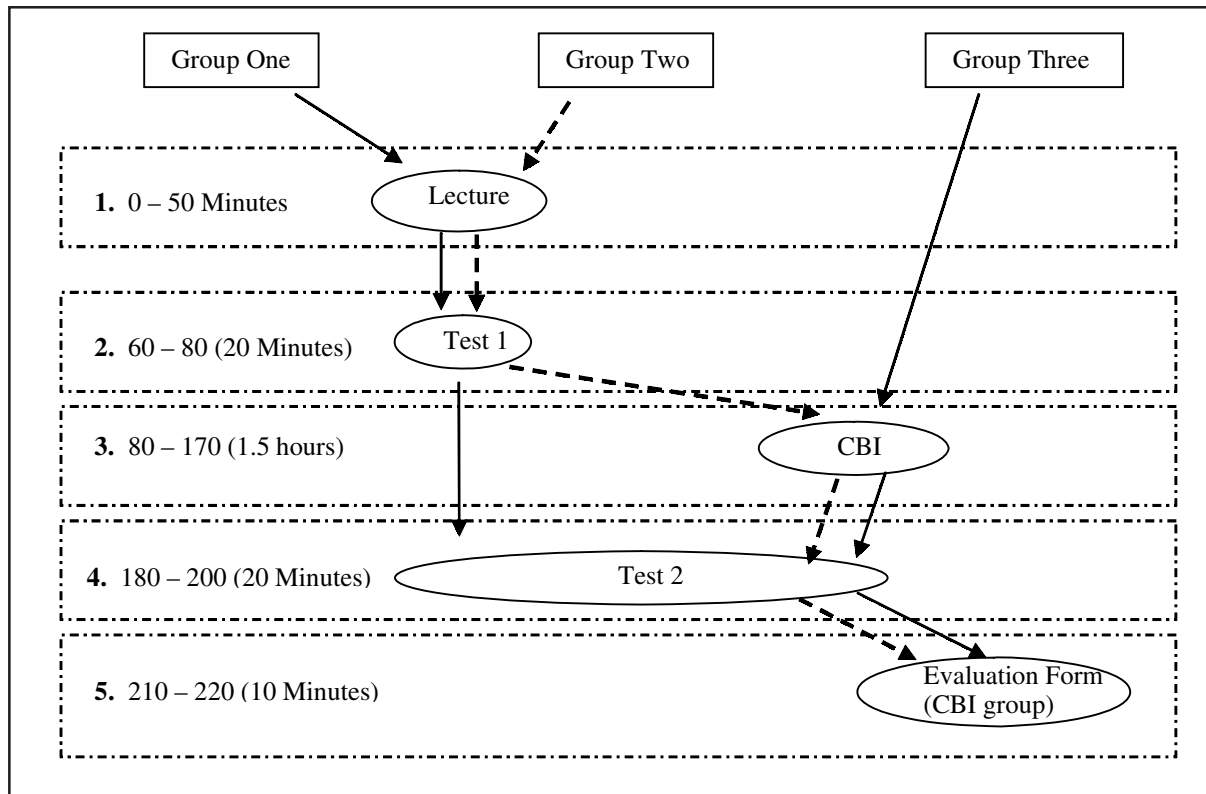 Group One
Group Two
Group Three
1. 0 – 50 Minutes
Lecture
2. 60 – 80 (20 Minutes)
Test 1
3. 80 – 170 (1.5 hours)
CBI
4. 180 – 200 (20 Minutes)
Test 2
5. 210 – 220 (10 Minutes)
Evaluation Form
(CBI group)